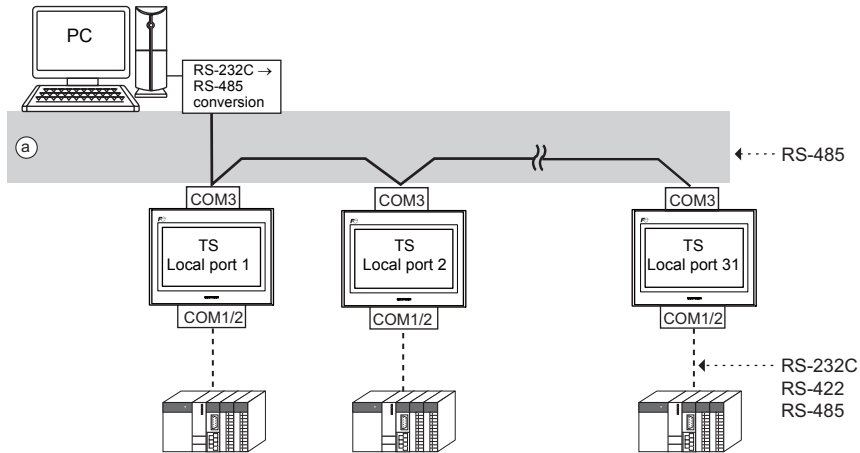 PC
RS-232C →
RS-485
conversion
a
RS-485
COM3
COM3
COM3
TS
Local port 1
TS
Local port 2
TS
Local port 31
COM1/2
COM1/2
COM1/2
RS-232C
RS-422
RS-485